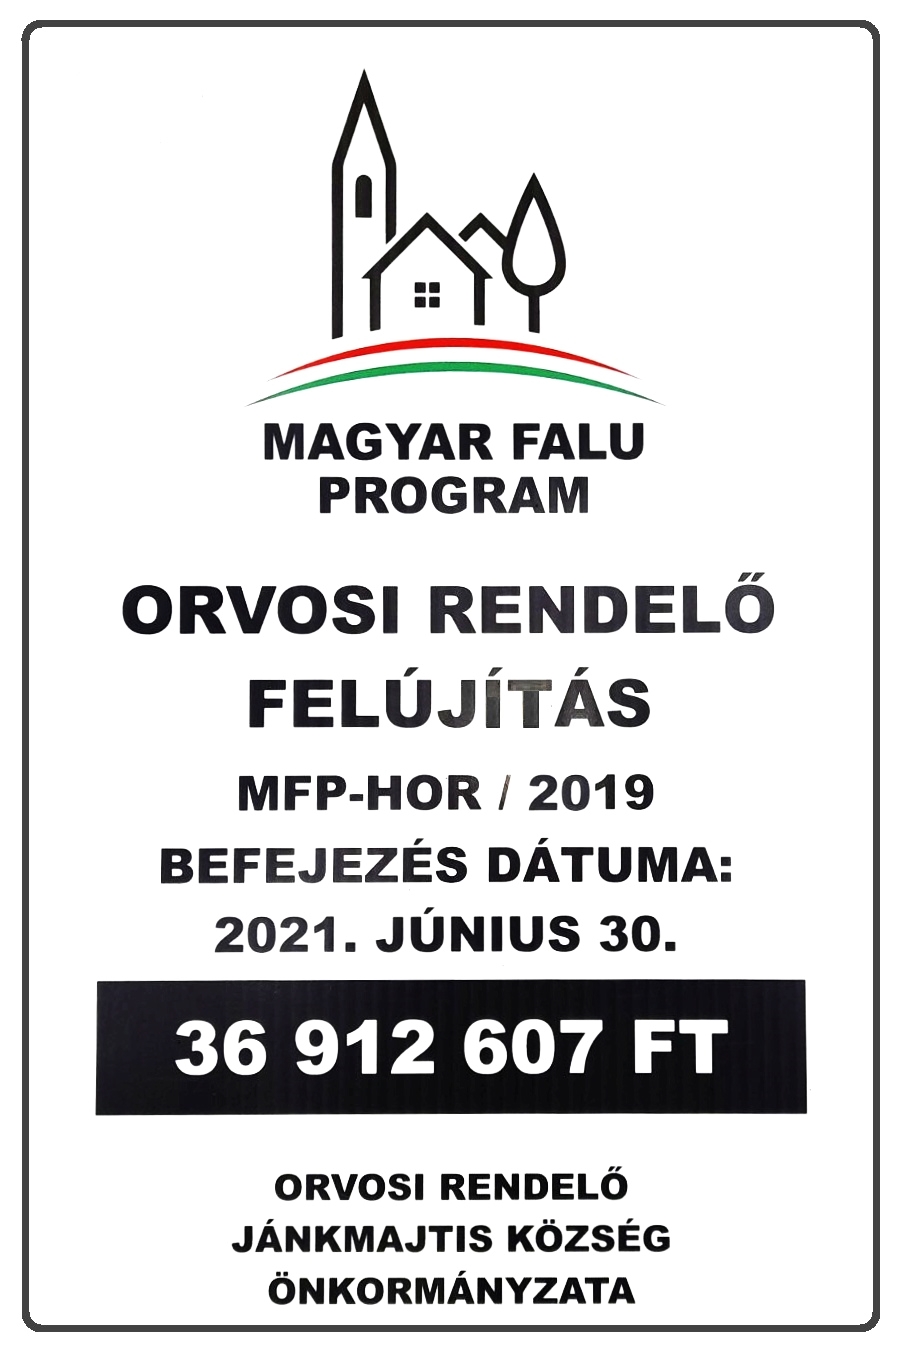 MAGYAR FALU
PROGRAM
ORVOSI RENDELŐ
FELÚJÍTÁS
MFP-HOR / 2019
BEFEJEZÉS DÁTUMA:
2021. JÚNIUS 30.
36 912 607 FT
ORVOSI RENDELŐ
JÁNKMAJTIS KÖZSÉG
ÖNKORMÁNYZATA